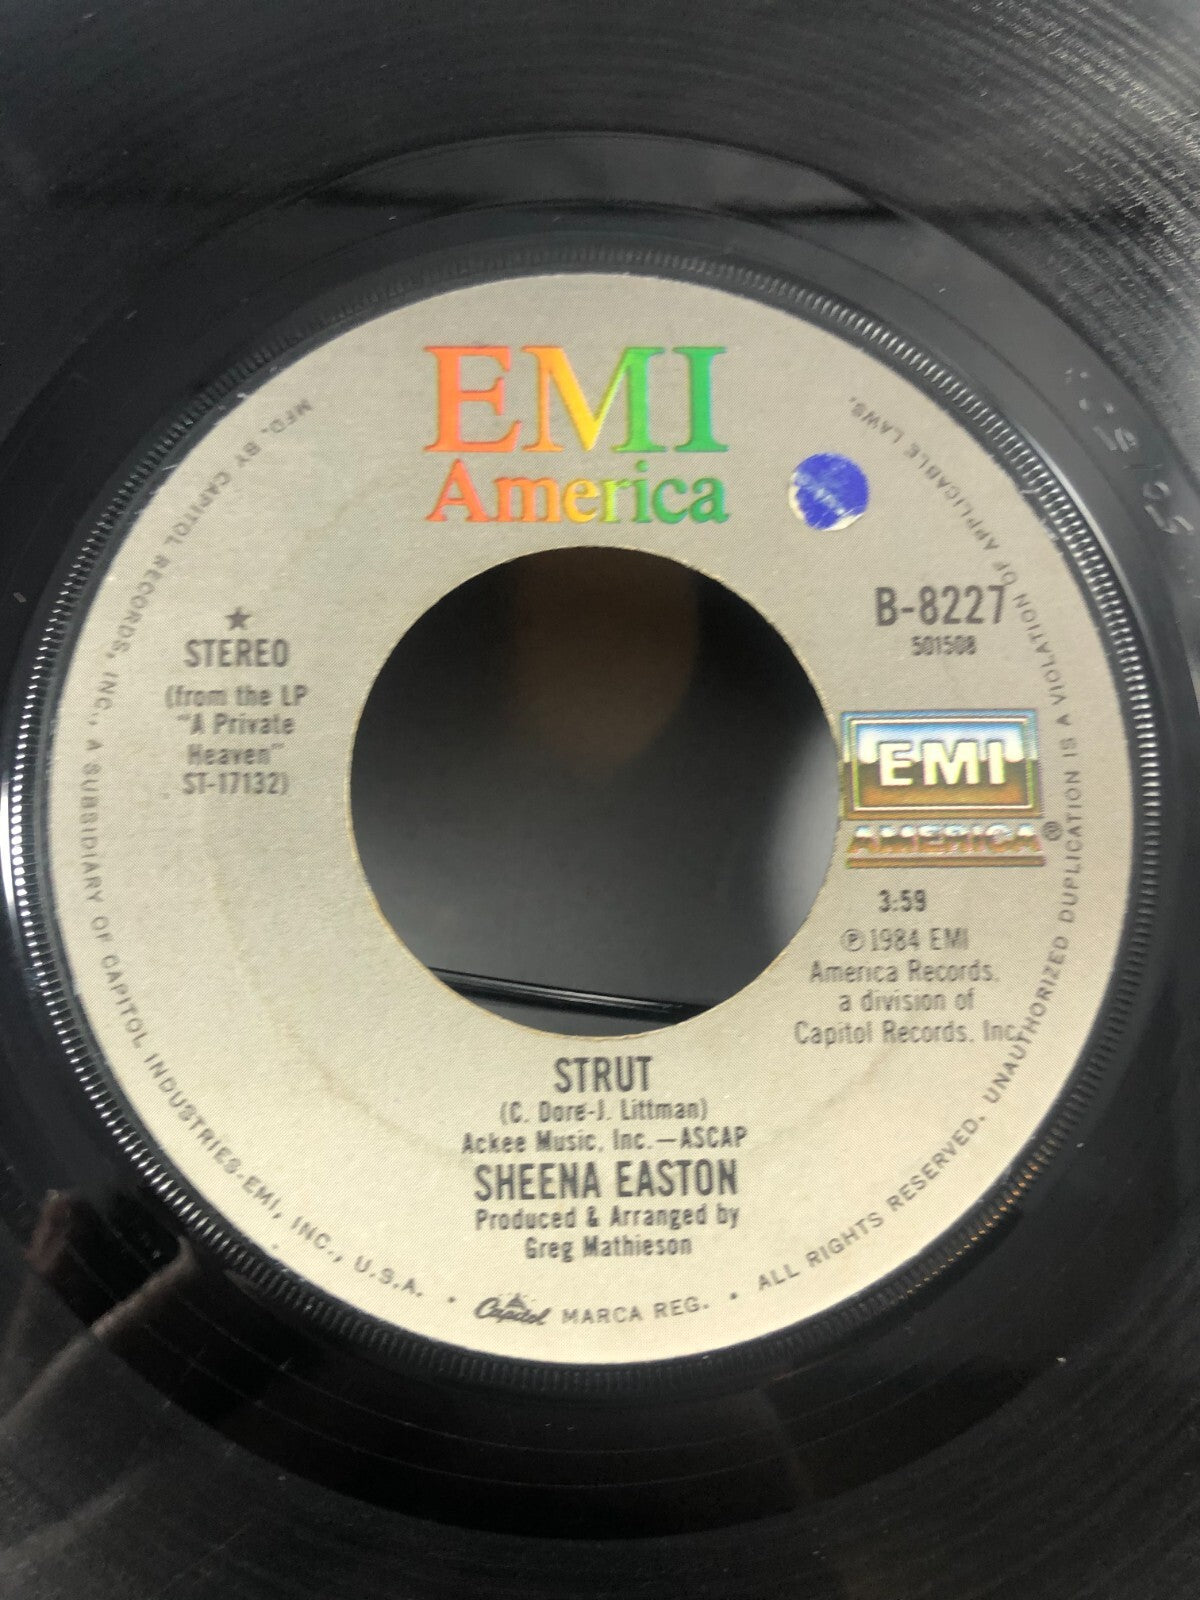 EMI
America
B-8227
501508
★
STEREO
(from the LP
"A Private
Heaven"
ST-17132)
EMI
AMERICA®
3:59
℗ 1984 EMI
America Records,
a division of
Capitol Records, Inc.
STRUT
(C. Dore-J. Littman)
Ackee Music, Inc.—ASCAP
SHEENA EASTON
Produced & Arranged by
Greg Mathieson
MFD. BY CAPITOL RECORDS, INC., A SUBSIDIARY OF CAPITOL INDUSTRIES-EMI, INC., U.S.A. • Capitol MARCA REG. • ALL RIGHTS RESERVED. UNAUTHORIZED DUPLICATION IS A VIOLATION OF APPLICABLE LAWS.